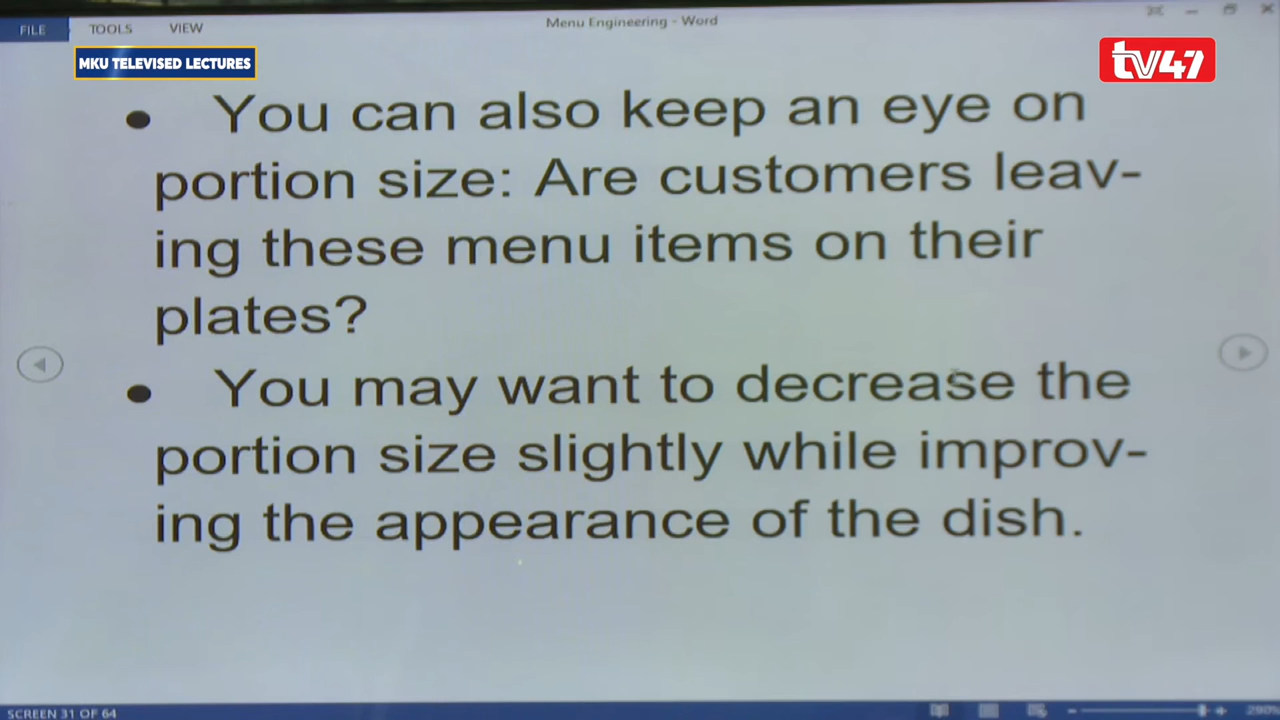 Menu Engineering - Word
FILE TOOLS VIEW
MKU TELEVISED LECTURES
tv47
● You can also keep an eye on
portion size: Are customers leav-
ing these menu items on their
plates?
● You may want to decrease the
portion size slightly while improv-
ing the appearance of the dish.
SCREEN 31 OF 64
290%